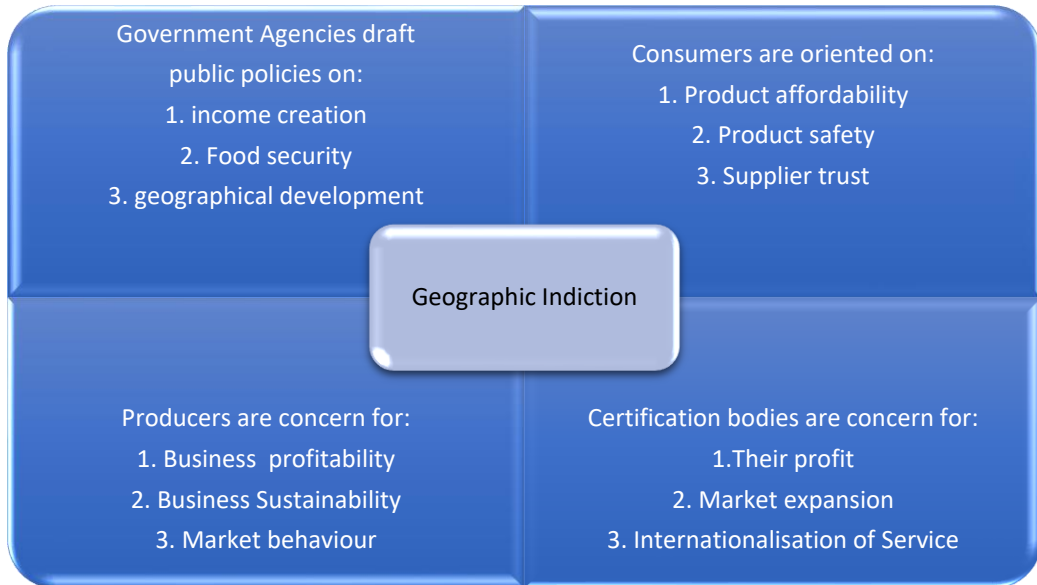 Government Agencies draft
public policies on:
1. income creation
2. Food security
3. geographical development
Consumers are oriented on:
1. Product affordability
2. Product safety
3. Supplier trust
Geographic Indiction
Producers are concern for:
1. Business profitability
2. Business Sustainability
3. Market behaviour
Certification bodies are concern for:
1.Their profit
2. Market expansion
3. Internationalisation of Service